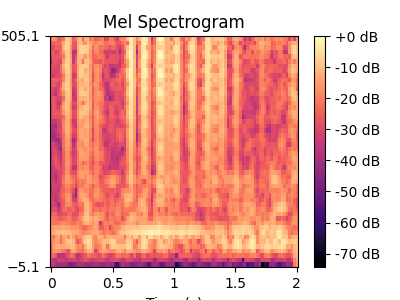 Mel Spectrogram
505.1
−5.1
0
0.5
1
1.5
2
+0 dB
-10 dB
-20 dB
-30 dB
-40 dB
-50 dB
-60 dB
-70 dB